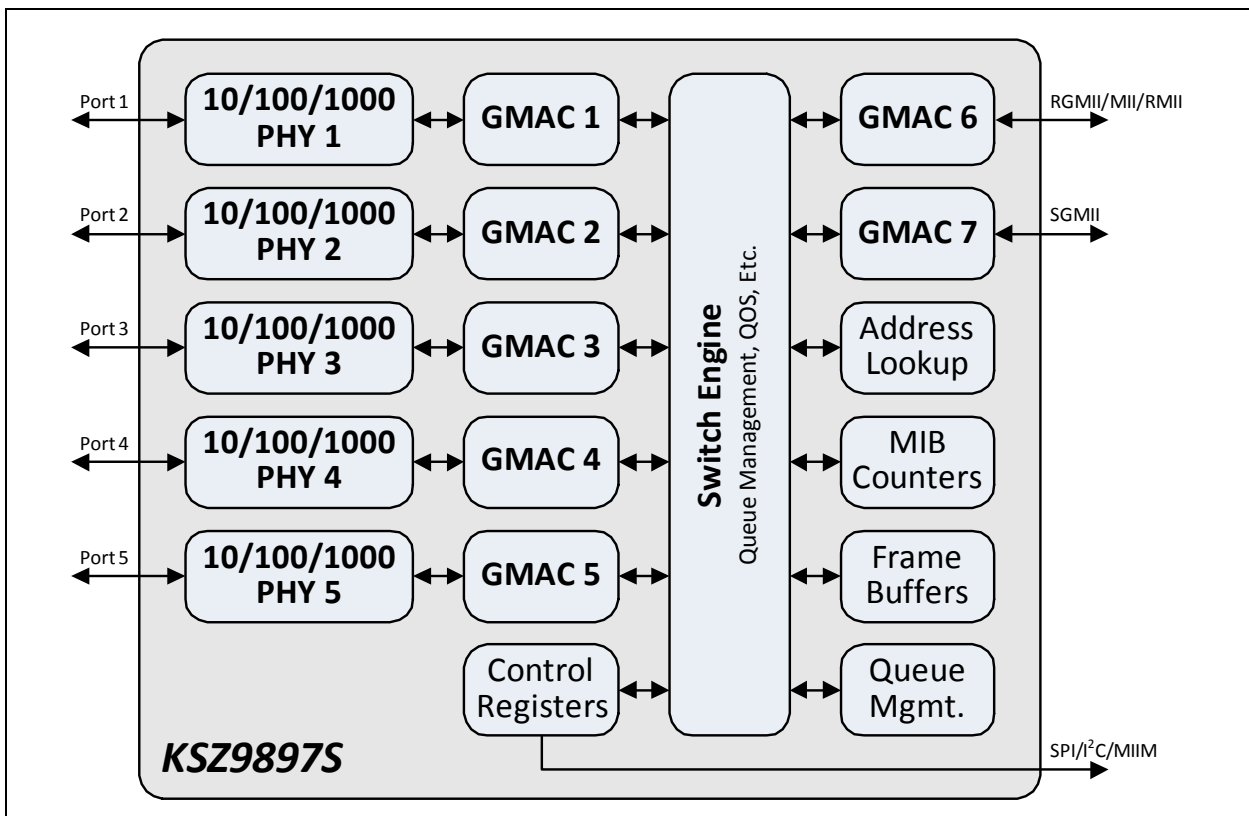 Port 1
10/100/1000
PHY 1
GMAC 1
GMAC 6
RGMII/MII/RMII
Port 2
10/100/1000
PHY 2
GMAC 2
GMAC 7
SGMII
Port 3
10/100/1000
PHY 3
GMAC 3
Address
Lookup
Port 4
10/100/1000
PHY 4
GMAC 4
MIB
Counters
Port 5
10/100/1000
PHY 5
GMAC 5
Frame
Buffers
Switch Engine
Queue Management, QOS, Etc.
Control
Registers
Queue
Mgmt.
KSZ9897S
SPI/I²C/MIIM